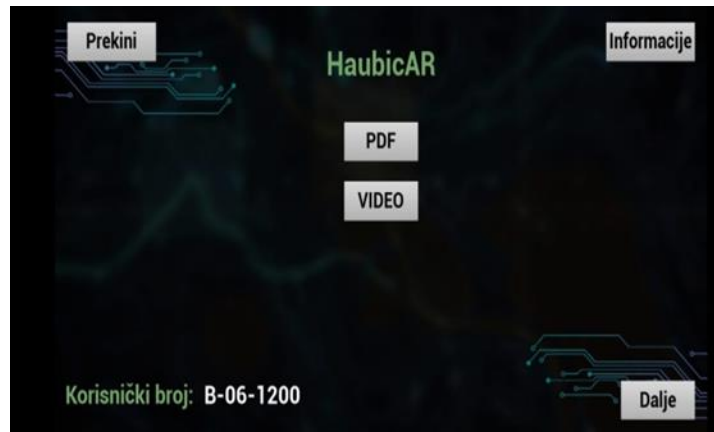 Prekini
Informacije
HaubicAR
PDF
VIDEO
Korisnički broj: B-06-1200
Dalje